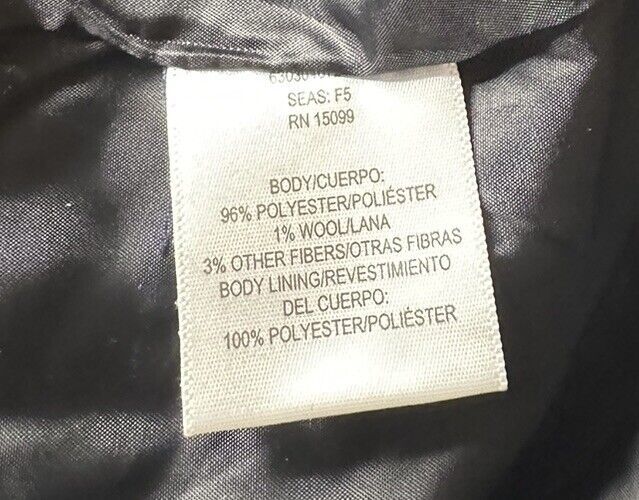 SEAS: F5
RN 15099
BODY/CUERPO:
96% POLYESTER/POLIÉSTER
1% WOOL/LANA
3% OTHER FIBERS/OTRAS FIBRAS
BODY LINING/REVESTIMIENTO
DEL CUERPO:
100% POLYESTER/POLIÉSTER